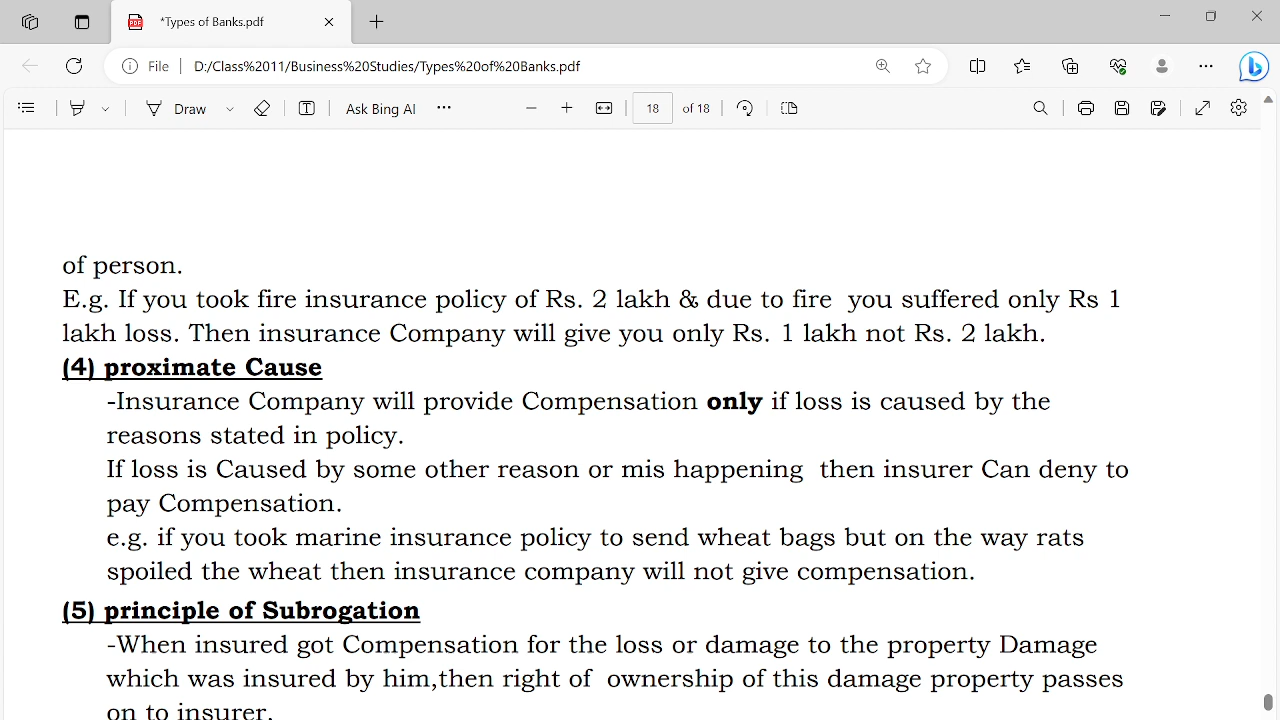 *Types of Banks.pdf
File
D:/Class%2011/Business%20Studies/Types%20of%20Bank.pdf
Draw
Ask Bing AI
18 of 18
of person.
E.g. If you took fire insurance policy of Rs. 2 lakh & due to fire you suffered only Rs 1
lakh loss. Then insurance Company will give you only Rs. 1 lakh not Rs. 2 lakh.
(4) proximate Cause
-Insurance Company will provide Compensation only if loss is caused by the
reasons stated in policy.
If loss is Caused by some other reason or mis happening then insurer Can deny to
pay Compensation.
e.g. if you took marine insurance policy to send wheat bags but on the way rats
spoiled the wheat then insurance company will not give compensation.
(5) principle of Subrogation
-When insured got Compensation for the loss or damage to the property Damage
which was insured by him,then right of ownership of this damage property passes
on to insurer.